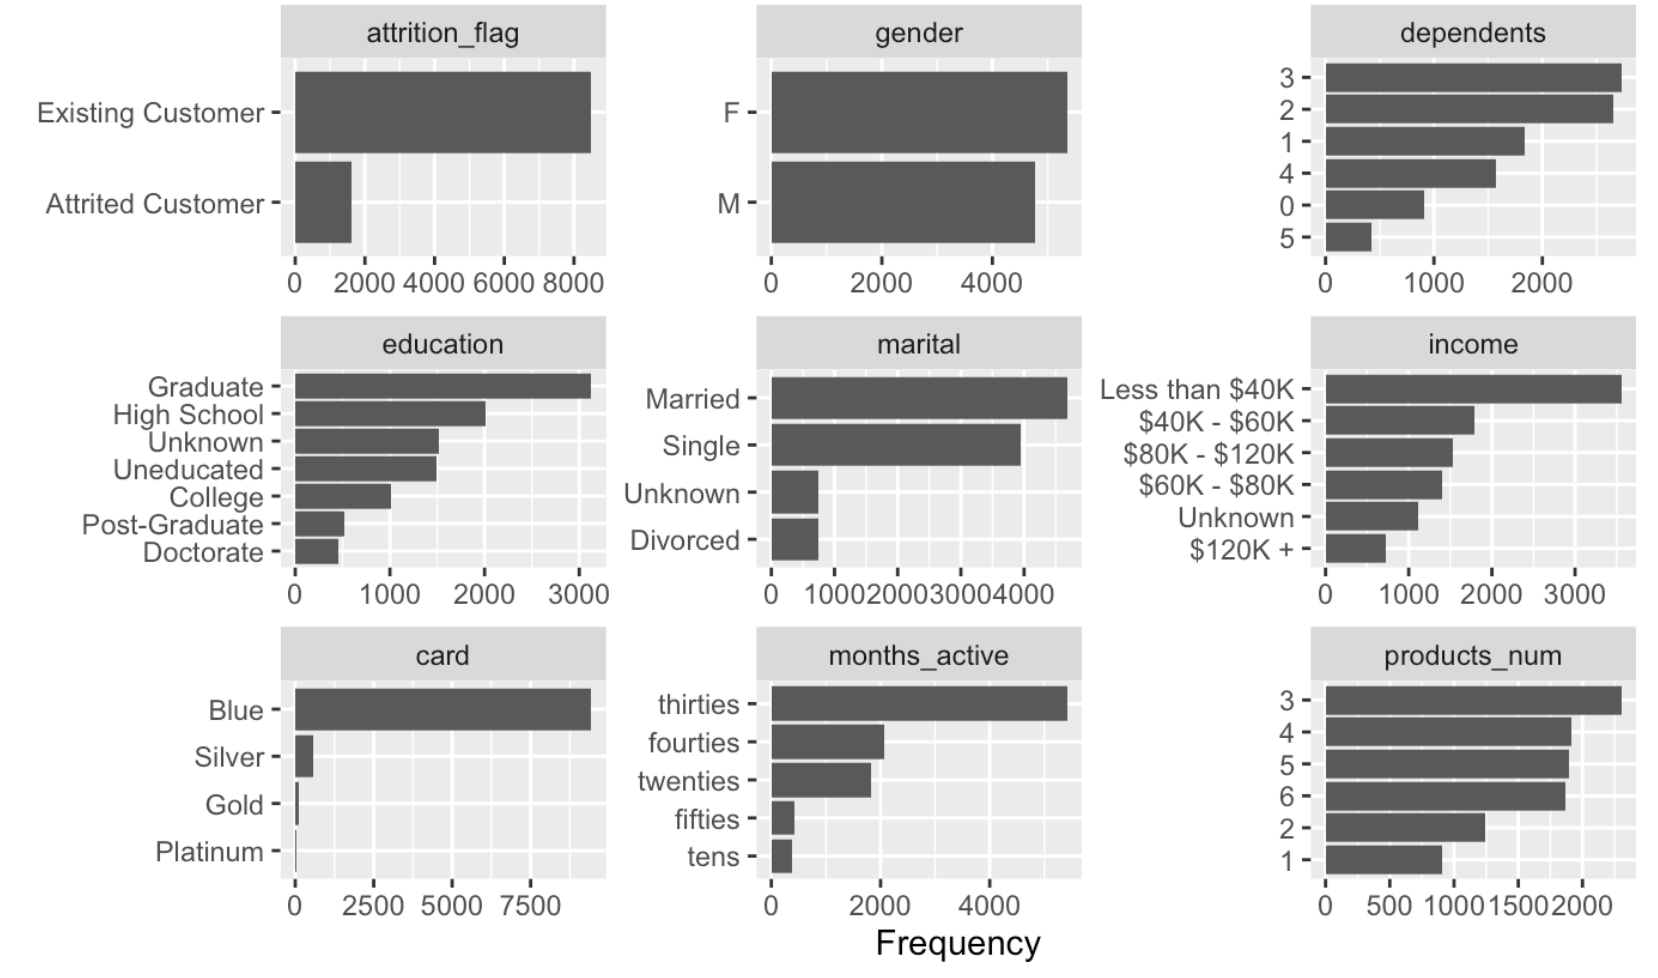 attrition_flag
Existing Customer
Attrited Customer
0 2000 4000 6000 8000
gender
F
M
0 2000 4000
dependents
3
2
1
4
0
5
0 1000 2000
education
Graduate
High School
Unknown
Uneducated
College
Post-Graduate
Doctorate
0 1000 2000 3000
marital
Married
Single
Unknown
Divorced
0 1000 2000 3000 4000
income
Less than $40K
$40K - $60K
$80K - $120K
$60K - $80K
Unknown
$120K +
0 1000 2000 3000
card
Blue
Silver
Gold
Platinum
0 2500 5000 7500
months_active
thirties
fourties
twenties
fifties
tens
0 2000 4000
products_num
3
4
5
6
2
1
0 500 1000 1500 2000
Frequency